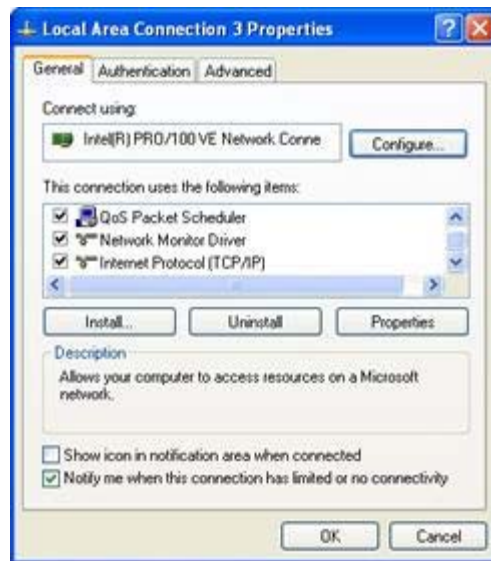 Local Area Connection 3 Properties
General Authentication Advanced
Connect using:
Intel(R) PRO/100 VE Network Conne
Configure...
This connection uses the following items:
QoS Packet Scheduler
Network Monitor Driver
Internet Protocol (TCP/IP)
Install... Uninstall Properties
Description
Allows your computer to access resources on a Microsoft
network.
Show icon in notification area when connected
Notify me when this connection has limited or no connectivity
OK Cancel